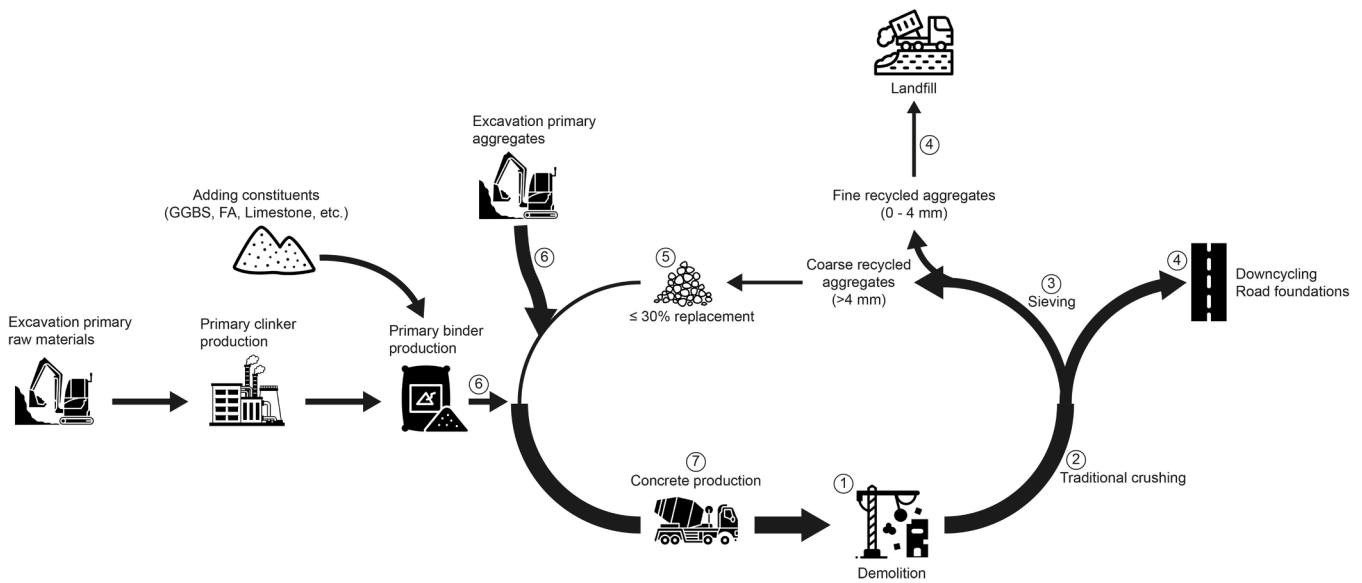 Landfill
④
Excavation primary
aggregates
Adding constituents
(GGBS, FA, Limestone, etc.)
Fine recycled aggregates
(0 - 4 mm)
⑥
⑤
≤ 30% replacement
Coarse recycled
aggregates
(>4 mm)
③
Sieving
④
Downcycling
Road foundations
Excavation primary
raw materials
Primary clinker
production
Primary binder
production
⑥
⑦
Concrete production
①
Demolition
②
Traditional crushing